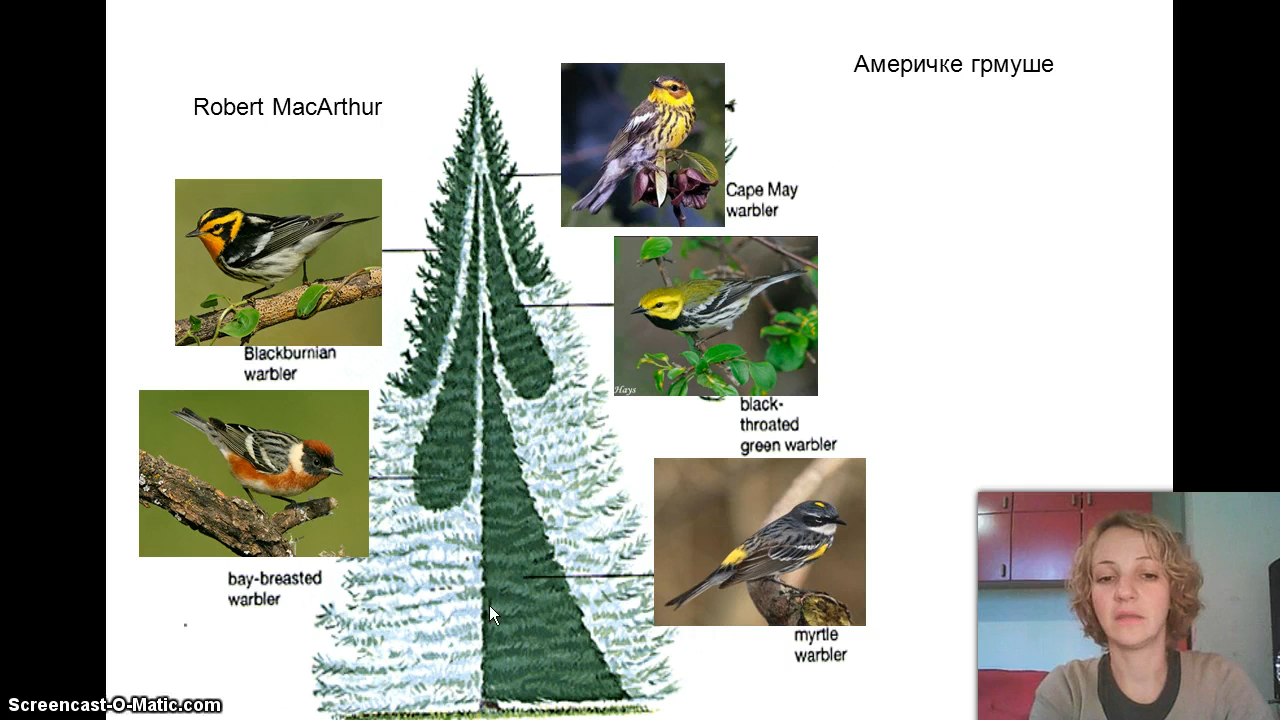 Американчке грмуше
Robert MacArthur
Cape May
warbler
Blackburnian
warbler
Hays
black-
throated
green warbler
bay-breasted
warbler
myrtle
warbler
Screencast-O-Matic.com